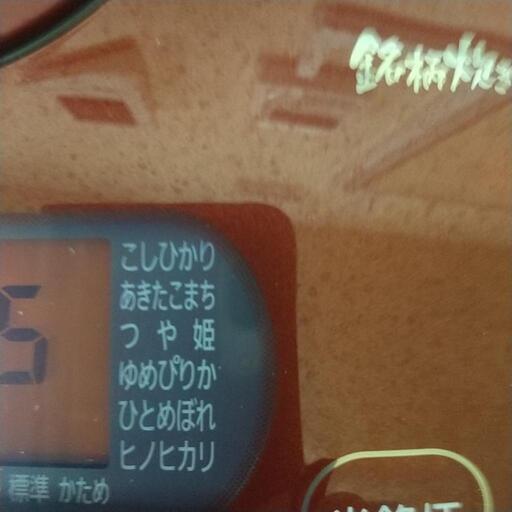 銘柄炊き
こしひかり
あきたこまち
つや姫
ゆめぴりか
ひとめぼれ
ヒノヒカリ
5
標準 かため